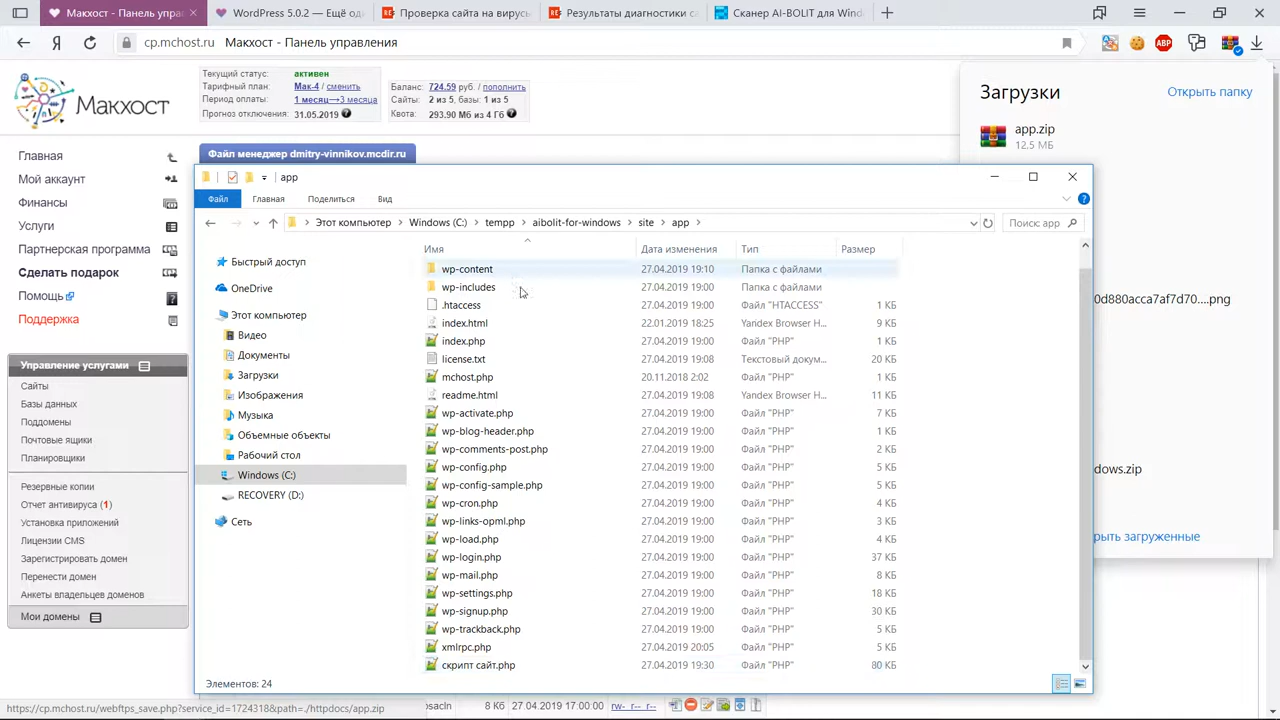 Макхост - Панель упра
WordPress 5.0.2 — Ещё од
Проверка сайта на вирусы
Результаты диагностики са
Сканер AI-BOLIT для Wind
cp.mchost.ru Макхост - Панель управления
ABP
Макхост
Текущий статус: активен
Тарифный план: Мак-4 / сменить
Период оплаты: 1 месяц→3 месяца
Прогноз отключения: 31.05.2019
Баланс: 724.59 руб. / пополнить
Сайты: 2 из 5, базы: 1 из 5
Квота: 293.90 Мб из 4 Гб
Загрузки
Открыть папку
app.zip
12.5 МБ
0d880acca7af7d70....png
dows.zip
рыть загруженные
Главная
Мой аккаунт
Финансы
Услуги
Партнерская программа
Сделать подарок
Помощь
Поддержка
Управление услугами
Сайты
Базы данных
Поддомены
Почтовые ящики
Планировщики
Резервные копии
Отчет антивируса (1)
Установка приложений
Лицензии CMS
Зарегистрировать домен
Перенести домен
Анкеты владельцев доменов
Мои домены
Файл менеджер dmitry-vinnikov.mcdir.ru
app
Файл Главная Поделиться Вид
Этот компьютер Windows (C:) tempp aibolit-for-windows site app
Поиск: app
Быстрый доступ
OneDrive
Этот компьютер
Видео
Документы
Загрузки
Изображения
Музыка
Объемные объекты
Рабочий стол
Windows (C:)
RECOVERY (D:)
Сеть
Имя Дата изменения Тип Размер
wp-content 27.04.2019 19:10 Папка с файлами
wp-includes 27.04.2019 19:00 Папка с файлами
.htaccess 27.04.2019 19:00 Файл "HTACCESS" 1 КБ
index.html 22.01.2019 18:25 Yandex Browser H... 9 КБ
index.php 27.04.2019 19:00 Файл "PHP" 1 КБ
license.txt 27.04.2019 19:08 Текстовый докум... 20 КБ
mchost.php 20.11.2018 2:02 Файл "PHP" 1 КБ
readme.html 27.04.2019 19:08 Yandex Browser H... 11 КБ
wp-activate.php 27.04.2019 19:00 Файл "PHP" 7 КБ
wp-blog-header.php 27.04.2019 19:00 Файл "PHP" 1 КБ
wp-comments-post.php 27.04.2019 19:00 Файл "PHP" 2 КБ
wp-config.php 27.04.2019 19:00 Файл "PHP" 5 КБ
wp-config-sample.php 27.04.2019 19:00 Файл "PHP" 5 КБ
wp-cron.php 27.04.2019 19:00 Файл "PHP" 4 КБ
wp-links-opml.php 27.04.2019 19:00 Файл "PHP" 3 КБ
wp-load.php 27.04.2019 19:00 Файл "PHP" 4 КБ
wp-login.php 27.04.2019 19:00 Файл "PHP" 37 КБ
wp-mail.php 27.04.2019 19:00 Файл "PHP" 8 КБ
wp-settings.php 27.04.2019 19:00 Файл "PHP" 18 КБ
wp-signup.php 27.04.2019 19:00 Файл "PHP" 30 КБ
wp-trackback.php 27.04.2019 19:00 Файл "PHP" 5 КБ
xmlrpc.php 27.04.2019 20:05 Файл "PHP" 5 КБ
скрипт сайт.php 27.04.2019 19:30 Файл "PHP" 80 КБ
Элементов: 24
https://cp.mchost.ru/webftps_save.php?service_id=1724318&path=./httpdocs/app.zip
osacln 8 Кб 27.04.2019 17:00:00 rw- r-- r--